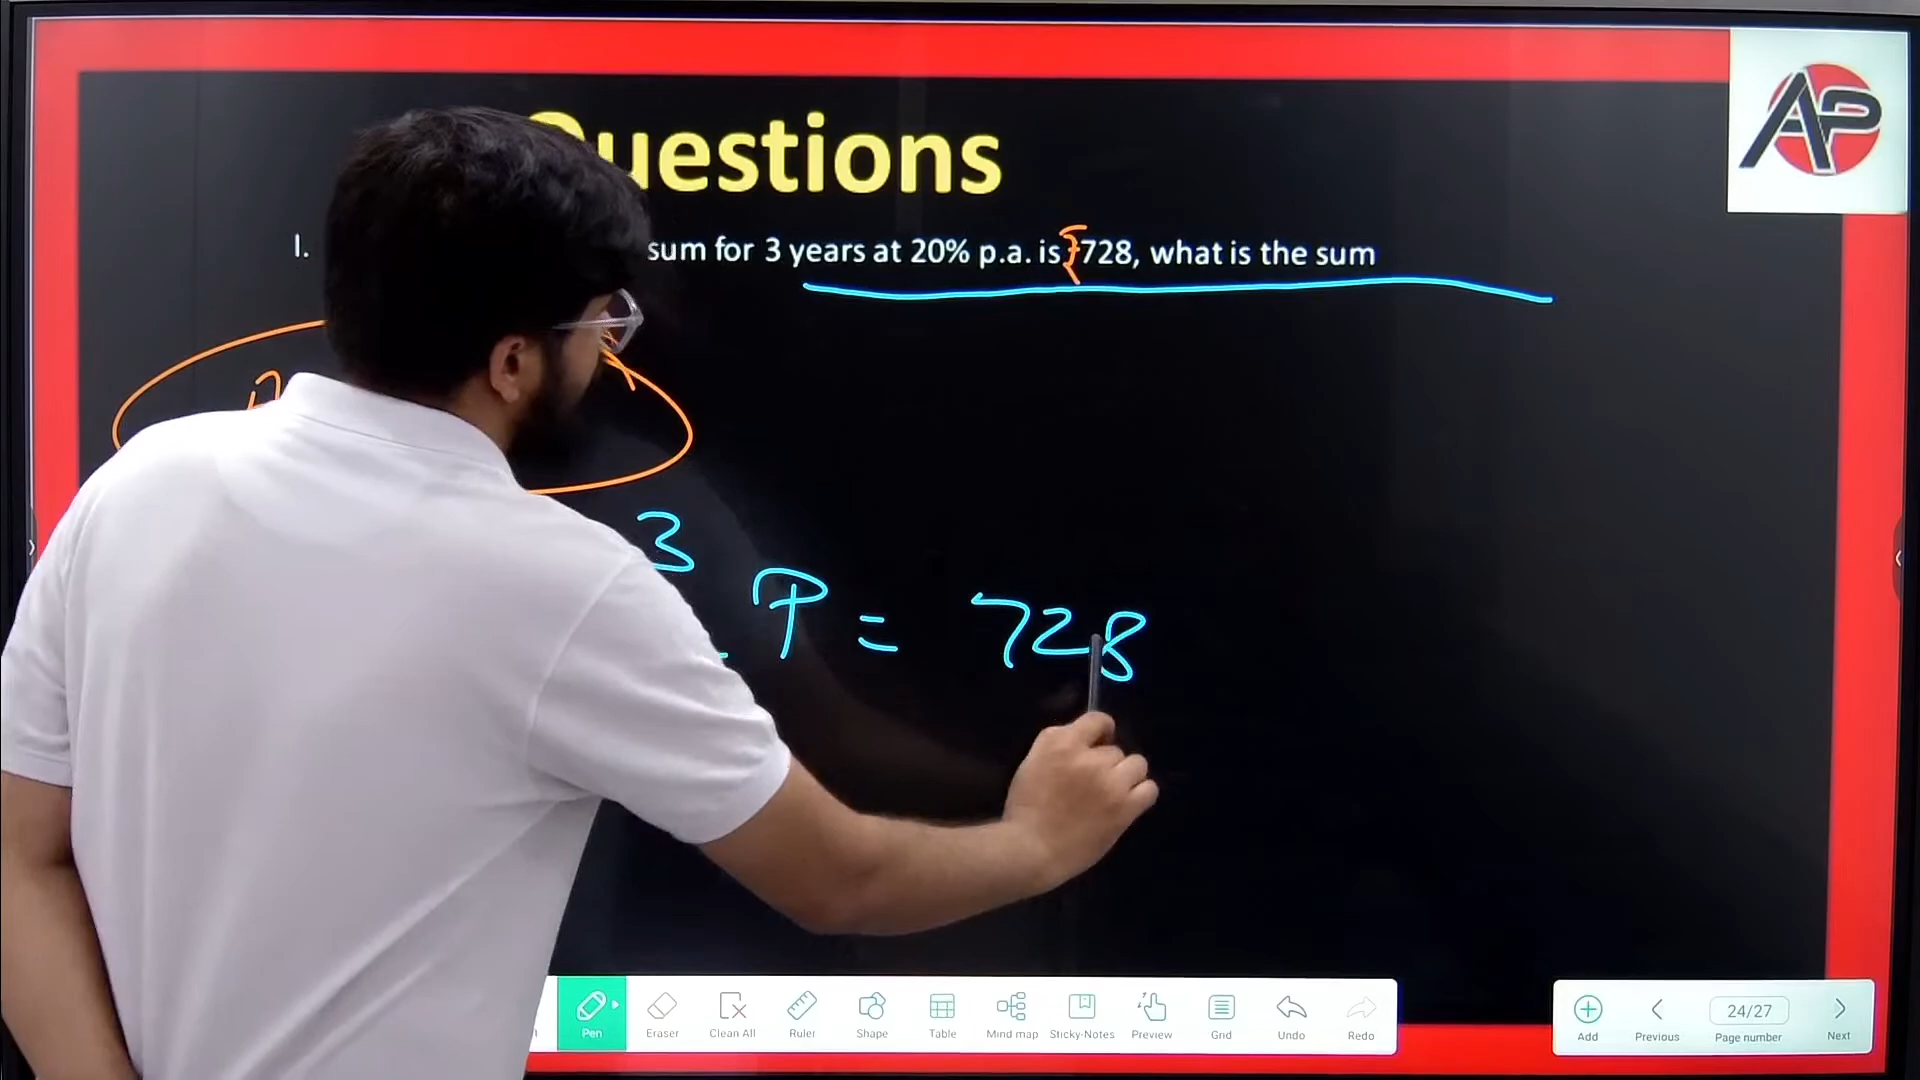 AP
Questions
I. sum for 3 years at 20% p.a. is ₹728, what is the sum
3
P = 728
Pen
Eraser
Clean All
Ruler
Shape
Table
Mind map
Sticky-Notes
Preview
Grid
Undo
Redo
Add
Previous
24/27
Page number
Next